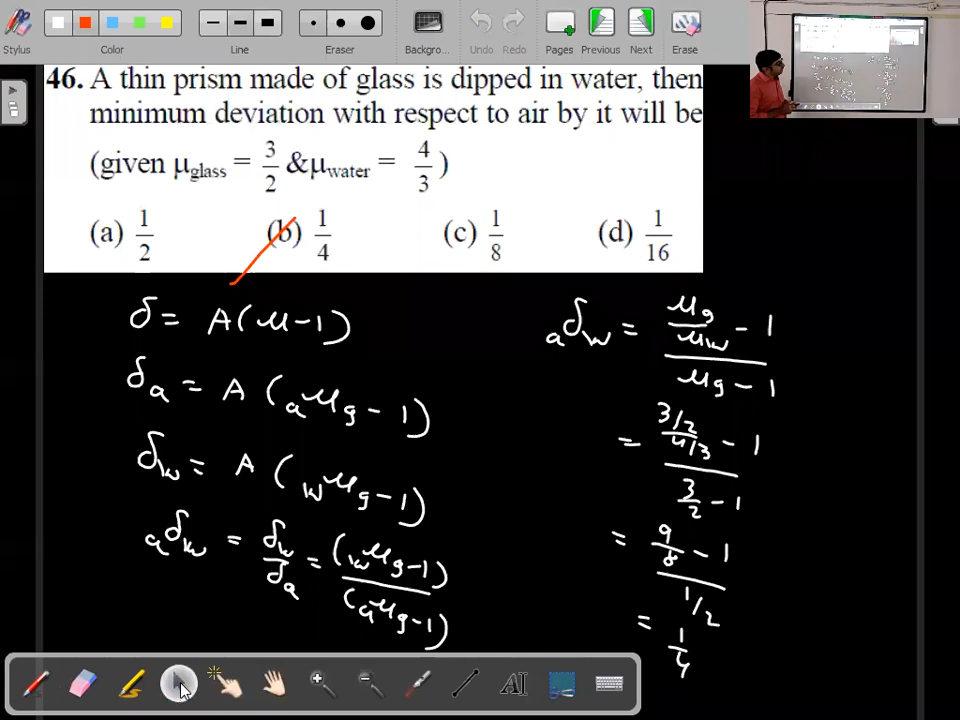 Stylus Color Line Eraser Backgro... Undo Redo Pages Previous Next Erase
46. A thin prism made of glass is dipped in water, then
minimum deviation with respect to air by it will be
(given μglass = 3/2 &μwater = 4/3)
(a) 1/2 (b) 1/4 (c) 1/8 (d) 1/16
δ = A(μ-1)
δa = A (aμg - 1)
δw = A (wμg - 1)
aδw = δw/δa = (wμg-1)/(aμg-1)
aδw = (μg/μw - 1)/(μg - 1)
= ((3/2)/(4/3) - 1)/(3/2 - 1)
= (9/8 - 1)/(1/2)
= 1/4
AI